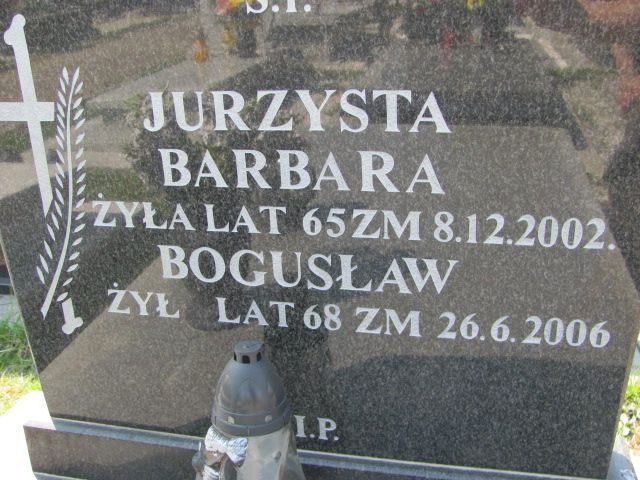 Ś.P.
JURZYSTA
BARBARA
ŻYŁA LAT 65 ZM 8.12.2002.
BOGUSŁAW
ŻYŁ LAT 68 ZM 26.6.2006
I.P.